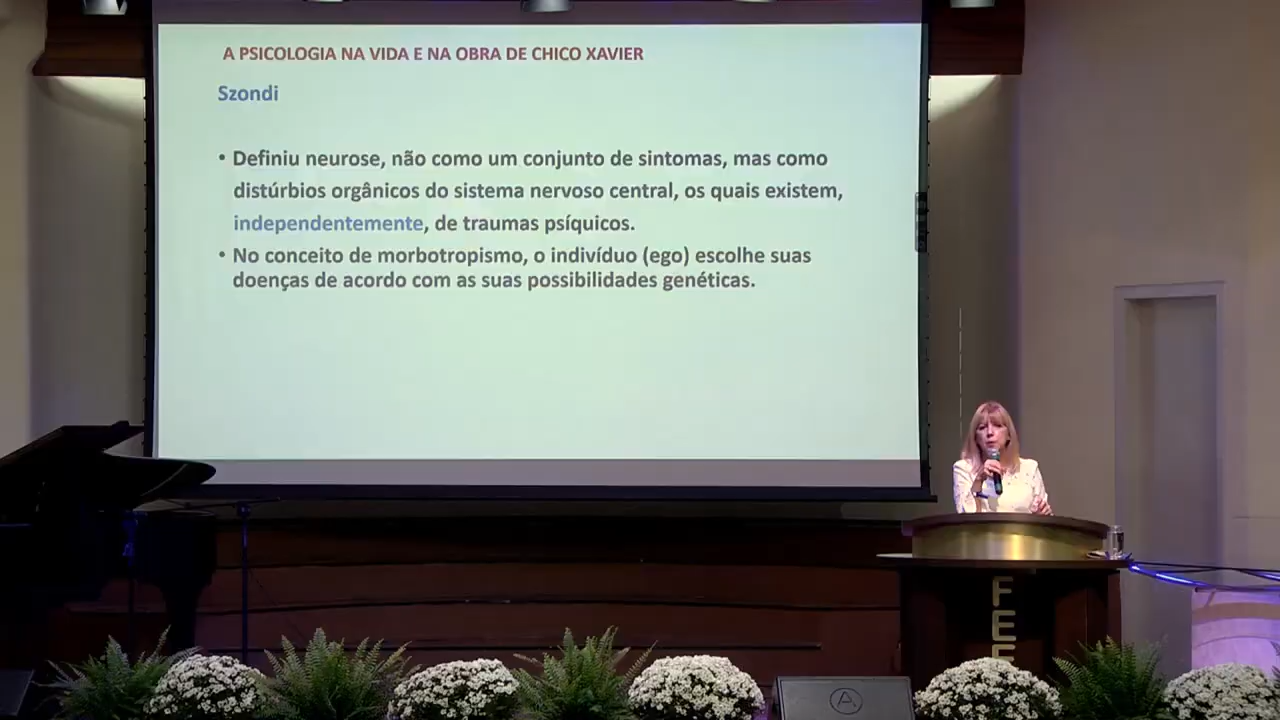 A PSICOLOGIA NA VIDA E NA OBRA DE CHICO XAVIER
Szondi
• Definiu neurose, não como um conjunto de sintomas, mas como
distúrbios orgânicos do sistema nervoso central, os quais existem,
independentemente, de traumas psíquicos.
• No conceito de morbotropismo, o indivíduo (ego) escolhe suas
doenças de acordo com as suas possibilidades genéticas.